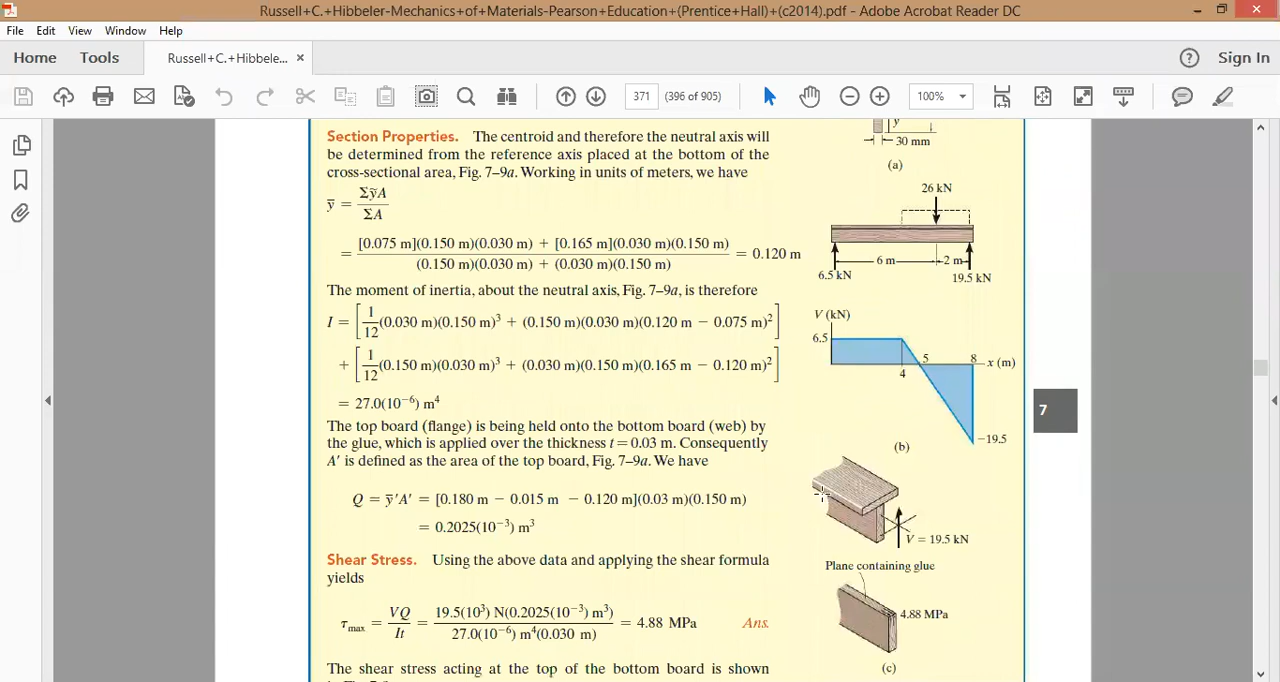 Russell+C.+Hibbeler-Mechanics+of+Materials-Pearson+Education+(Prentice+Hall)+(c2014).pdf - Adobe Acrobat Reader DC
File Edit View Window Help
Home Tools Russell+C.+Hibbele... × ? Sign In
371 (396 of 905) 100%
Section Properties. The centroid and therefore the neutral axis will
be determined from the reference axis placed at the bottom of the
cross-sectional area, Fig. 7–9a. Working in units of meters, we have
ȳ = ΣỹA / ΣA
= [0.075 m](0.150 m)(0.030 m) + [0.165 m](0.030 m)(0.150 m) / (0.150 m)(0.030 m) + (0.030 m)(0.150 m) = 0.120 m
The moment of inertia, about the neutral axis, Fig. 7–9a, is therefore
I = [1/12(0.030 m)(0.150 m)³ + (0.150 m)(0.030 m)(0.120 m − 0.075 m)²]
+ [1/12(0.150 m)(0.030 m)³ + (0.030 m)(0.150 m)(0.165 m − 0.120 m)²]
= 27.0(10⁻⁶) m⁴
The top board (flange) is being held onto the bottom board (web) by
the glue, which is applied over the thickness t = 0.03 m. Consequently
A′ is defined as the area of the top board, Fig. 7–9a. We have
Q = ȳ′A′ = [0.180 m − 0.015 m − 0.120 m](0.03 m)(0.150 m)
= 0.2025(10⁻³) m³
Shear Stress. Using the above data and applying the shear formula
yields
τmax = VQ / It = 19.5(10³) N(0.2025(10⁻³) m³) / 27.0(10⁻⁶) m⁴(0.030 m) = 4.88 MPa Ans.
The shear stress acting at the top of the bottom board is shown
y
30 mm
(a)
26 kN
6 m 2 m
6.5 kN 19.5 kN
V (kN)
6.5
4 5 8 x (m)
−19.5
(b)
V = 19.5 kN
Plane containing glue
4.88 MPa
(c)
7